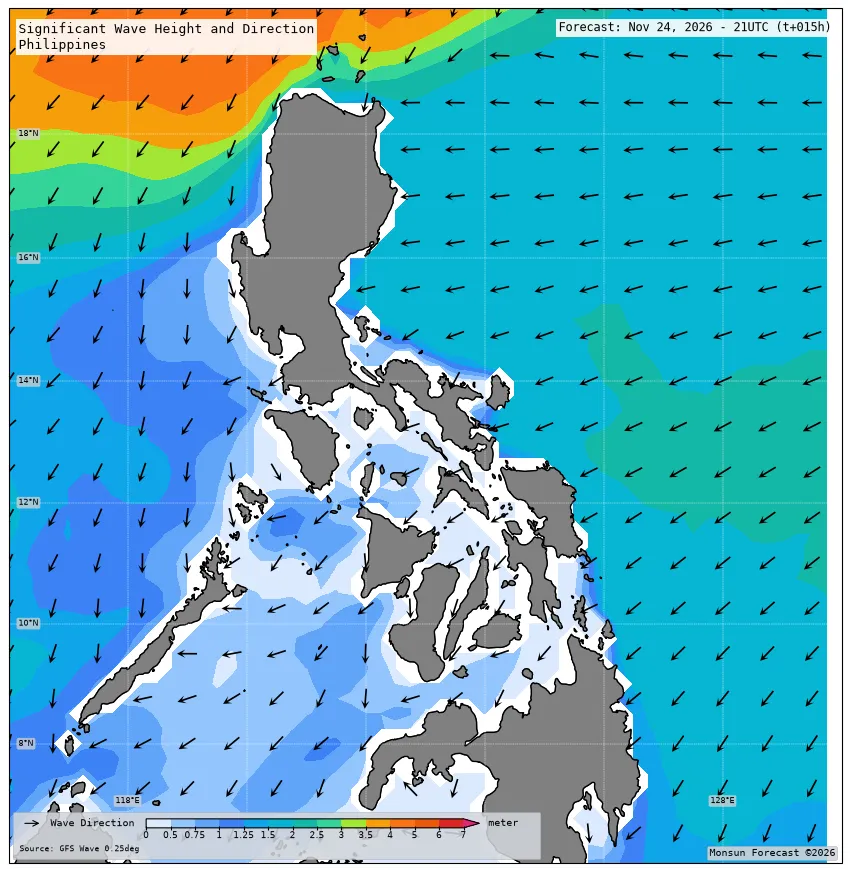 Significant Wave Height and Direction
Philippines
Forecast: Nov 24, 2026 - 21UTC (t+015h)
18°N
16°N
14°N
12°N
10°N
8°N
118°E
128°E
Wave Direction
0 0.5 0.75 1 1.25 1.5 2 2.5 3 3.5 4 5 6 7
meter
Source: GFS Wave 0.25deg
Monsun Forecast ©2026